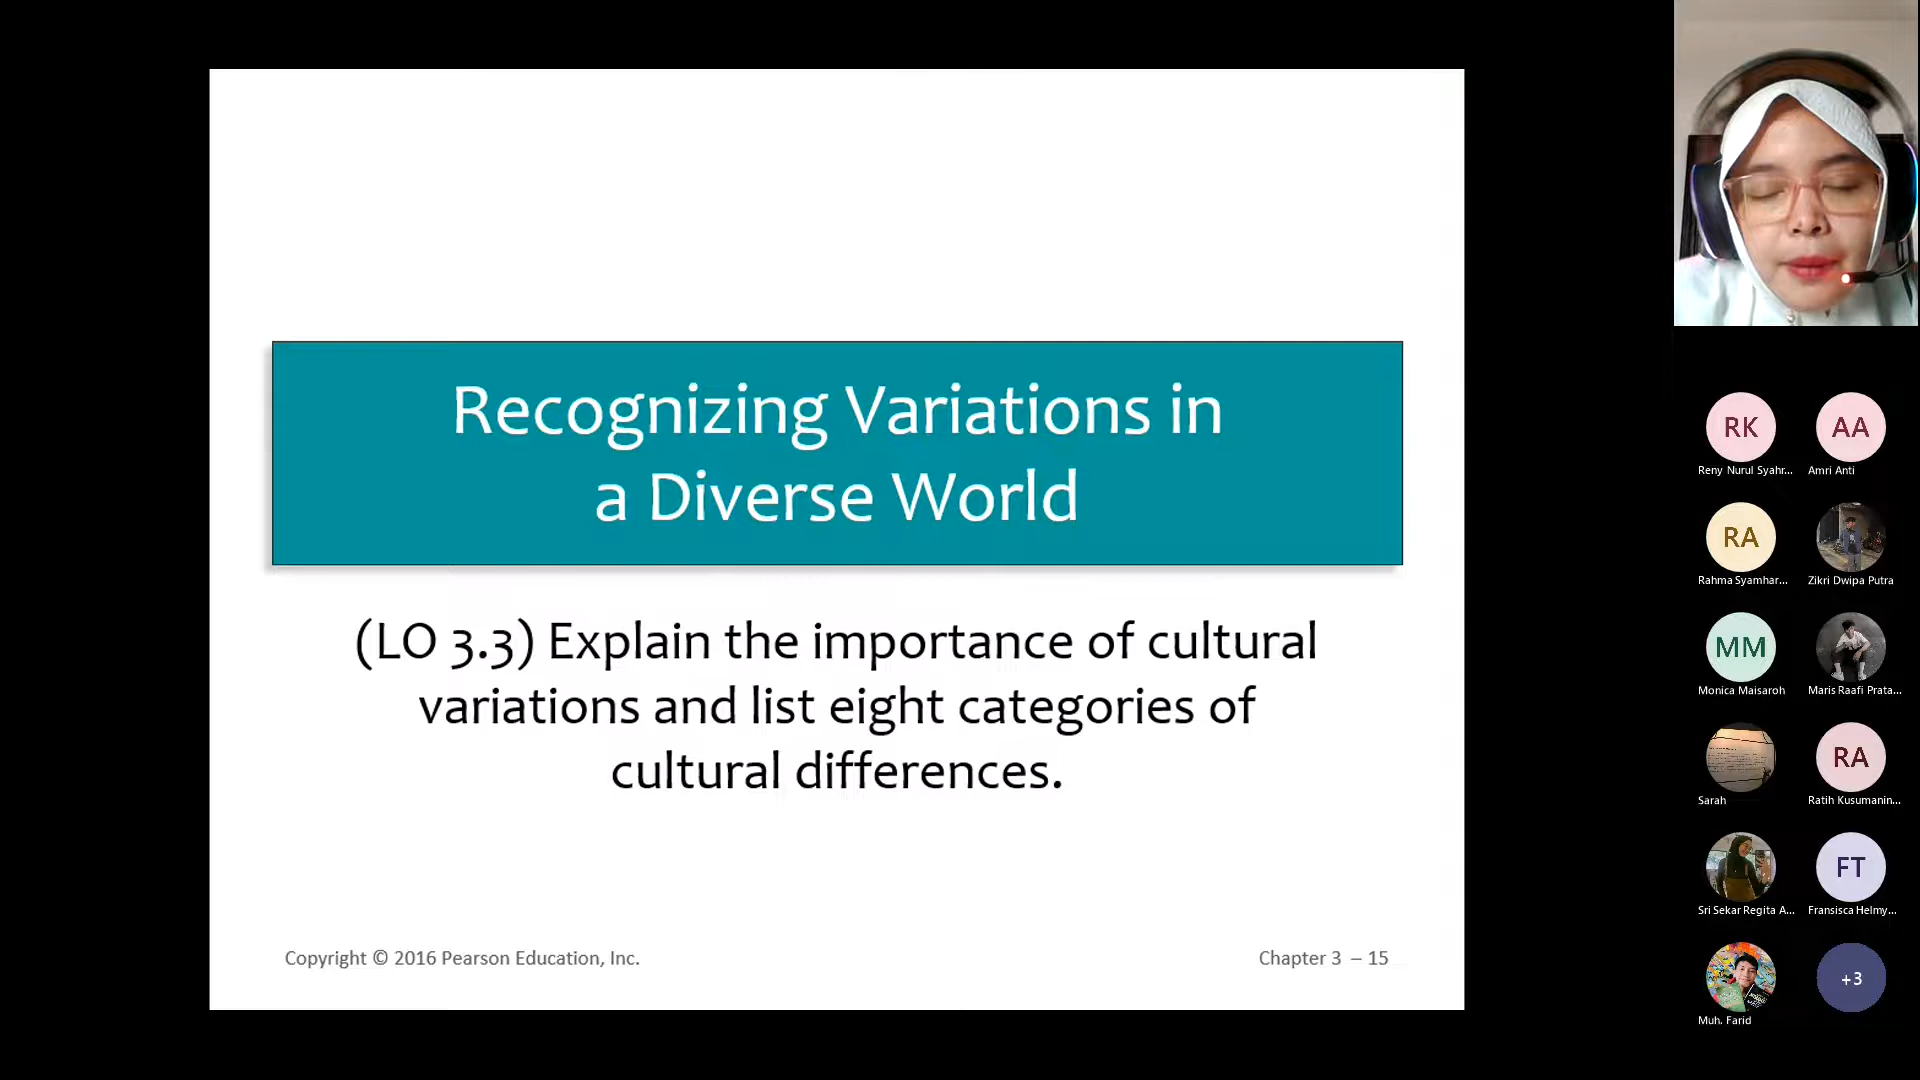 Recognizing Variations in
a Diverse World
(LO 3.3) Explain the importance of cultural
variations and list eight categories of
cultural differences.
Copyright © 2016 Pearson Education, Inc.
Chapter 3 – 15
RK
AA
Reny Nurul Syahr...
Amri Anti
RA
Rahma Syamhar...
Zikri Dwipa Putra
MM
Monica Maisaroh
Maris Raafi Prata...
RA
Sarah
Ratih Kusumanin...
FT
Sri Sekar Regita A...
Fransisca Helmy...
+3
Muh. Farid